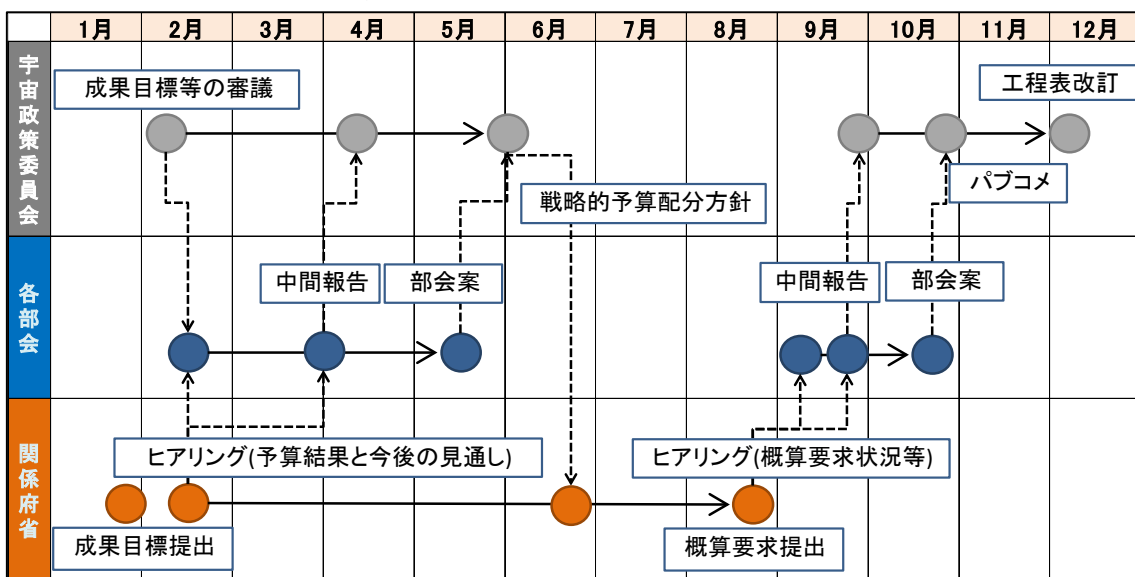 1月 2月 3月 4月 5月 6月 7月 8月 9月 10月 11月 12月
宇宙政策委員会
成果目標等の審議
工程表改訂
パブコメ
戦略的予算配分方針
各部会
中間報告
部会案
中間報告
部会案
関係府省
ヒアリング(予算結果と今後の見通し)
ヒアリング(概算要求状況等)
成果目標提出
概算要求提出